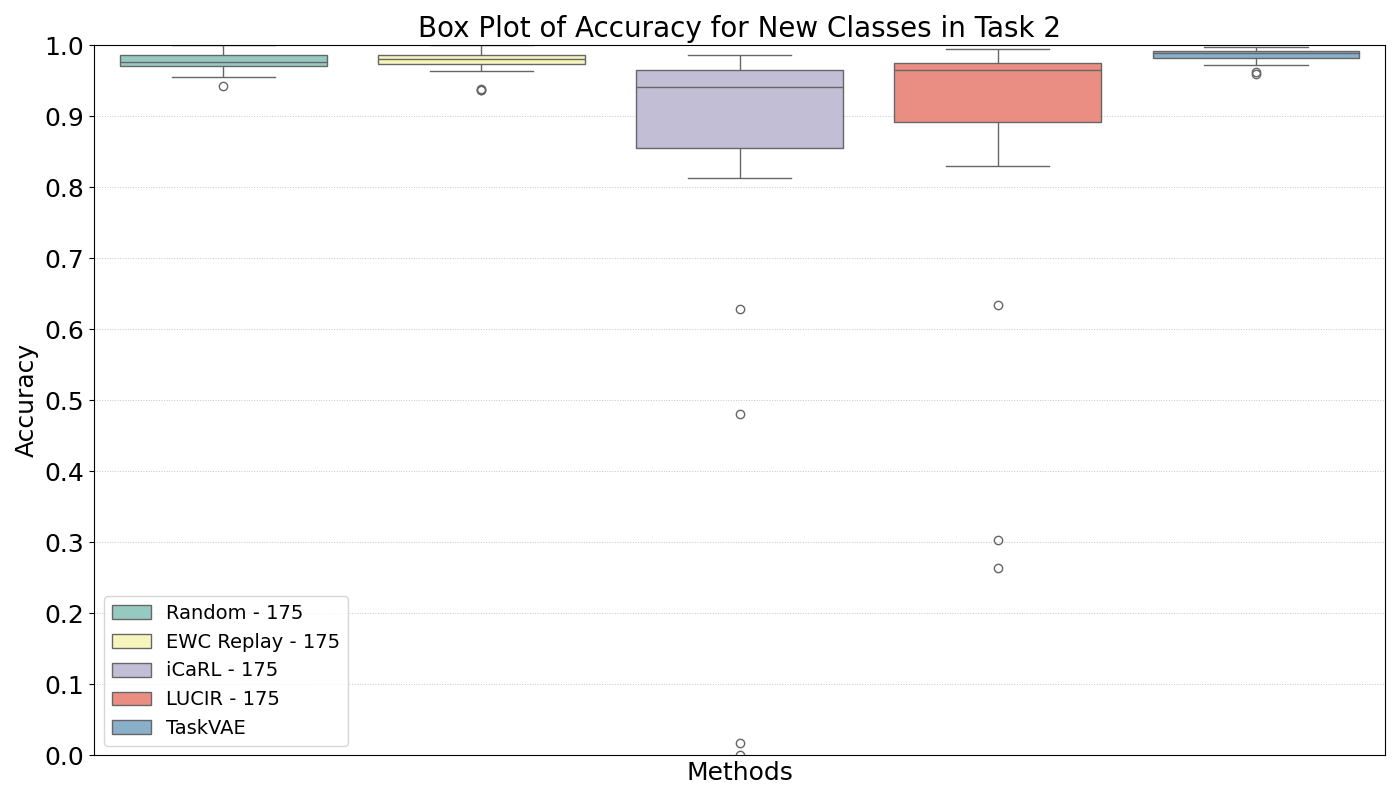 Box Plot of Accuracy for New Classes in Task 2
1.0
0.9
0.8
0.7
0.6
0.5
0.4
0.3
0.2
0.1
0.0
Accuracy
Random - 175
EWC Replay - 175
iCaRL - 175
LUCIR - 175
TaskVAE
Methods